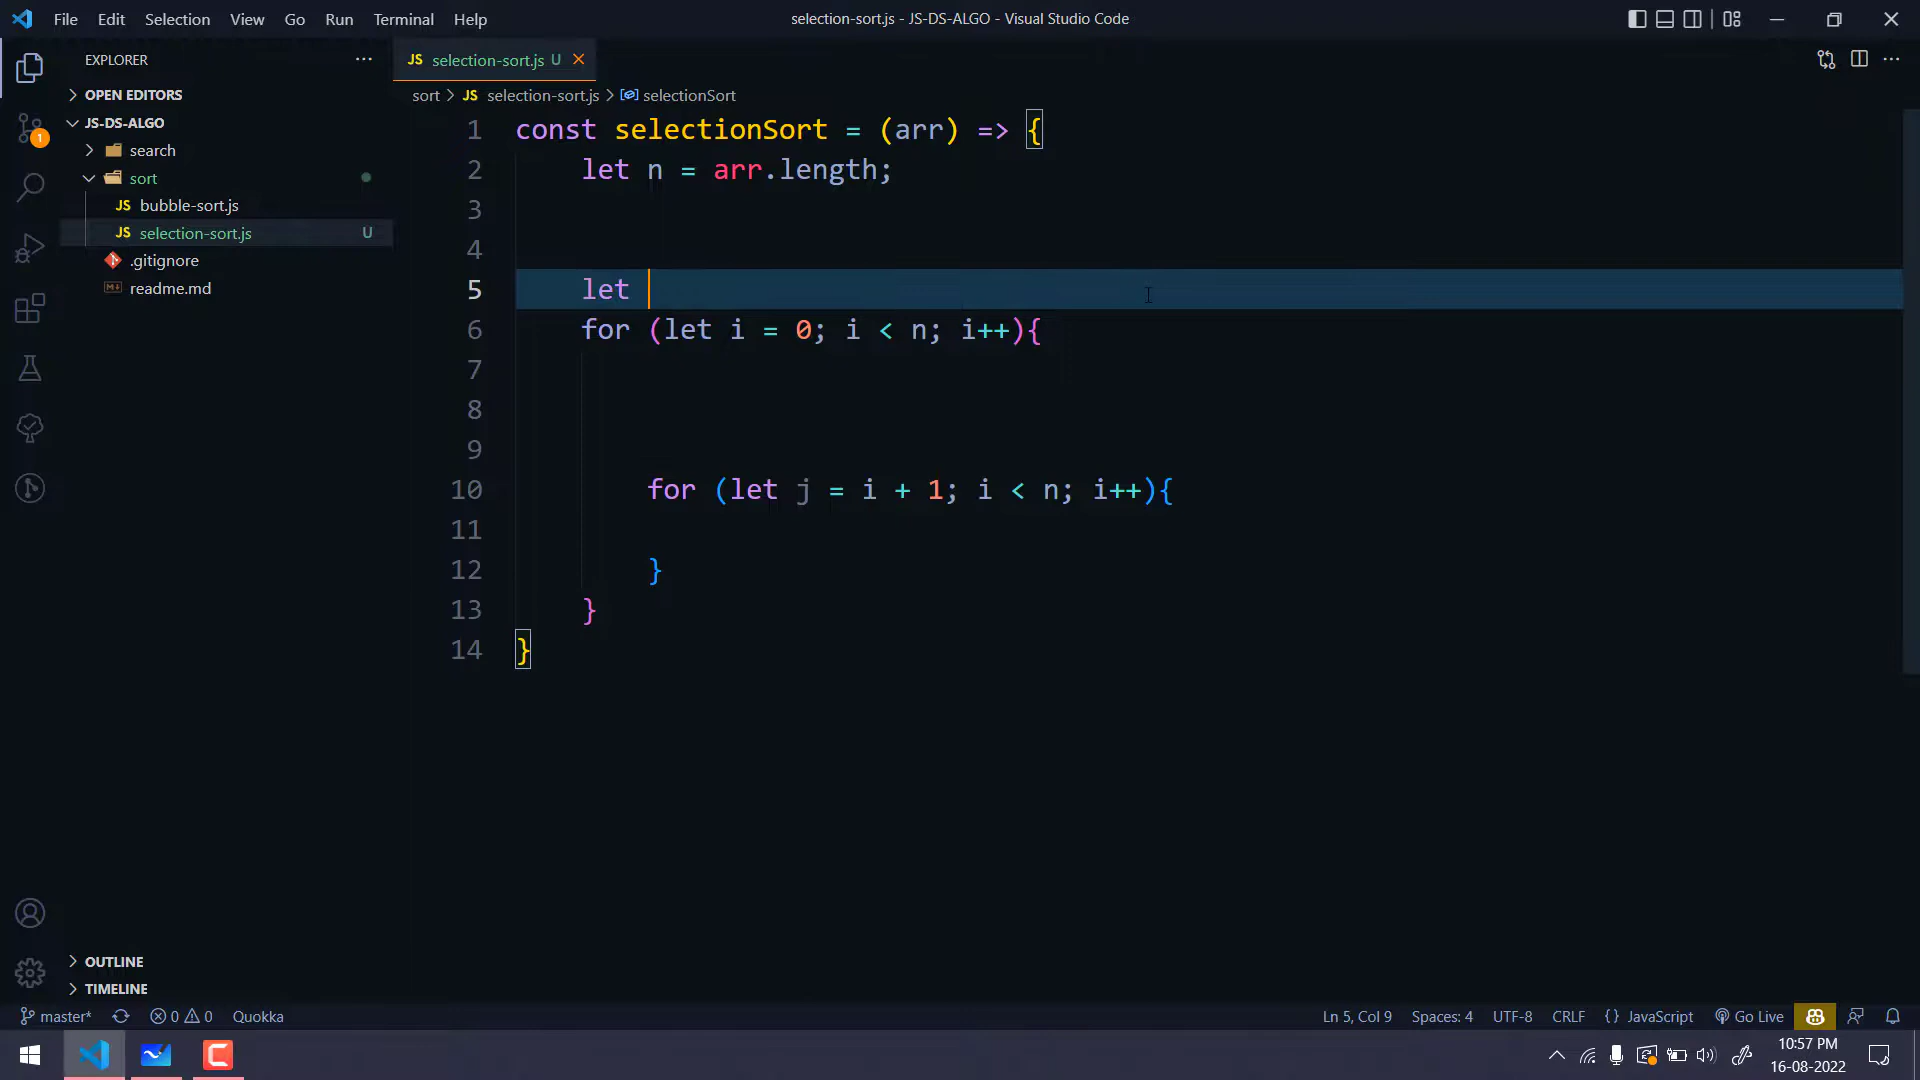 File Edit Selection View Go Run Terminal Help
selection-sort.js - JS-DS-ALGO - Visual Studio Code
EXPLORER
JS selection-sort.js U
OPEN EDITORS
JS-DS-ALGO
search
sort
JS bubble-sort.js
JS selection-sort.js U
.gitignore
readme.md
sort > JS selection-sort.js > selectionSort
1 const selectionSort = (arr) => {
2 let n = arr.length;
3
4
5 let
6 for (let i = 0; i < n; i++){
7
8
9
10 for (let j = i + 1; i < n; i++){
11
12 }
13 }
14 }
1
OUTLINE
TIMELINE
master* 0 0 Quokka
Ln 5, Col 9 Spaces: 4 UTF-8 CRLF {} JavaScript Go Live
10:57 PM
16-08-2022